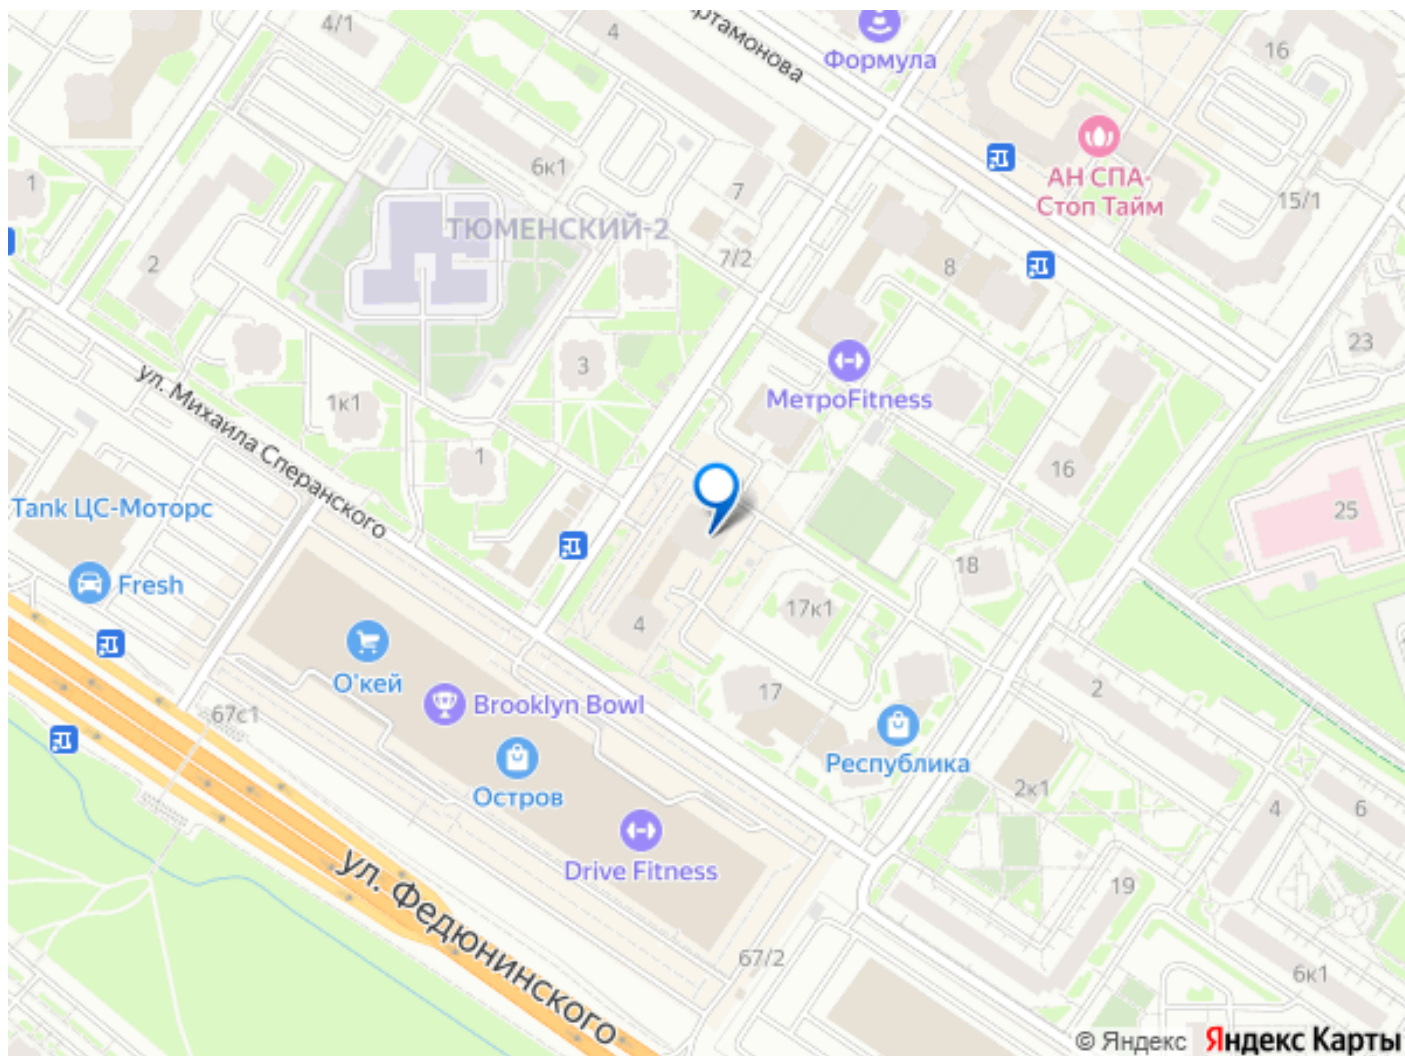 4/1
4
ртамонова
Формула
16
АН СПА-
Стоп Тайм
15/1
1
6к1
7
ТЮМЕНСКИЙ-2
7/2
8
2
23
3
МетроFitness
1к1
ул. Михаила Сперанского
1
16
25
Tank ЦС-Моторс
Fresh
18
17к1
4
О'кей
Brooklyn Bowl
17
2
67с1
Республика
Остров
2к1
4
6
Drive Fitness
ул. Федюнинского
19
67/2
6к1
© Яндекс Яндекс Карты